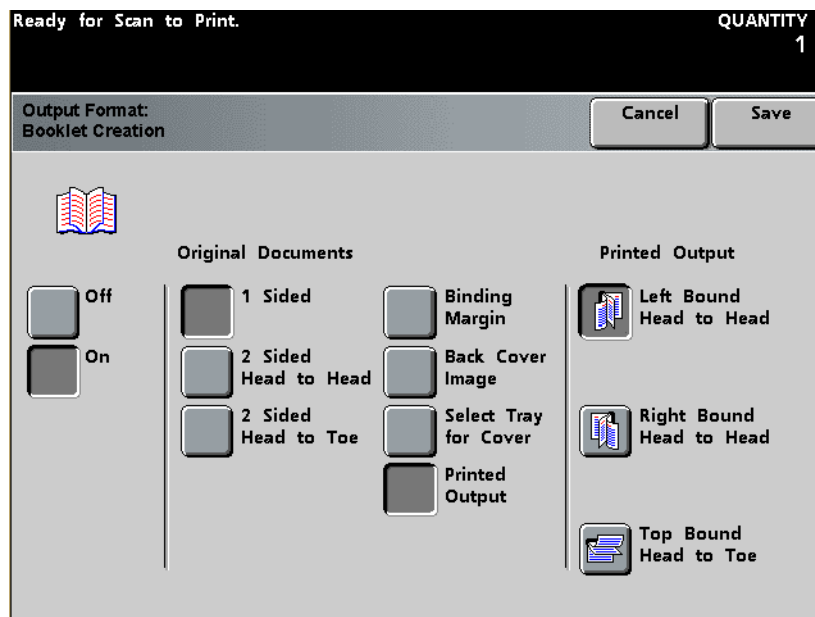 Ready for Scan to Print.
QUANTITY
1
Output Format:
Booklet Creation
Cancel
Save
Original Documents
Printed Output
Off
On
1 Sided
2 Sided
Head to Head
2 Sided
Head to Toe
Binding
Margin
Back Cover
Image
Select Tray
for Cover
Printed
Output
Left Bound
Head to Head
Right Bound
Head to Head
Top Bound
Head to Toe